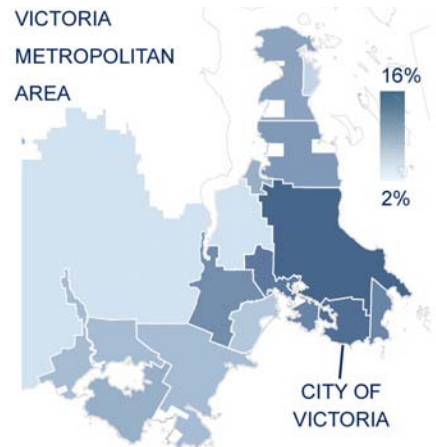 VICTORIA
METROPOLITAN
AREA
16%
2%
CITY OF
VICTORIA